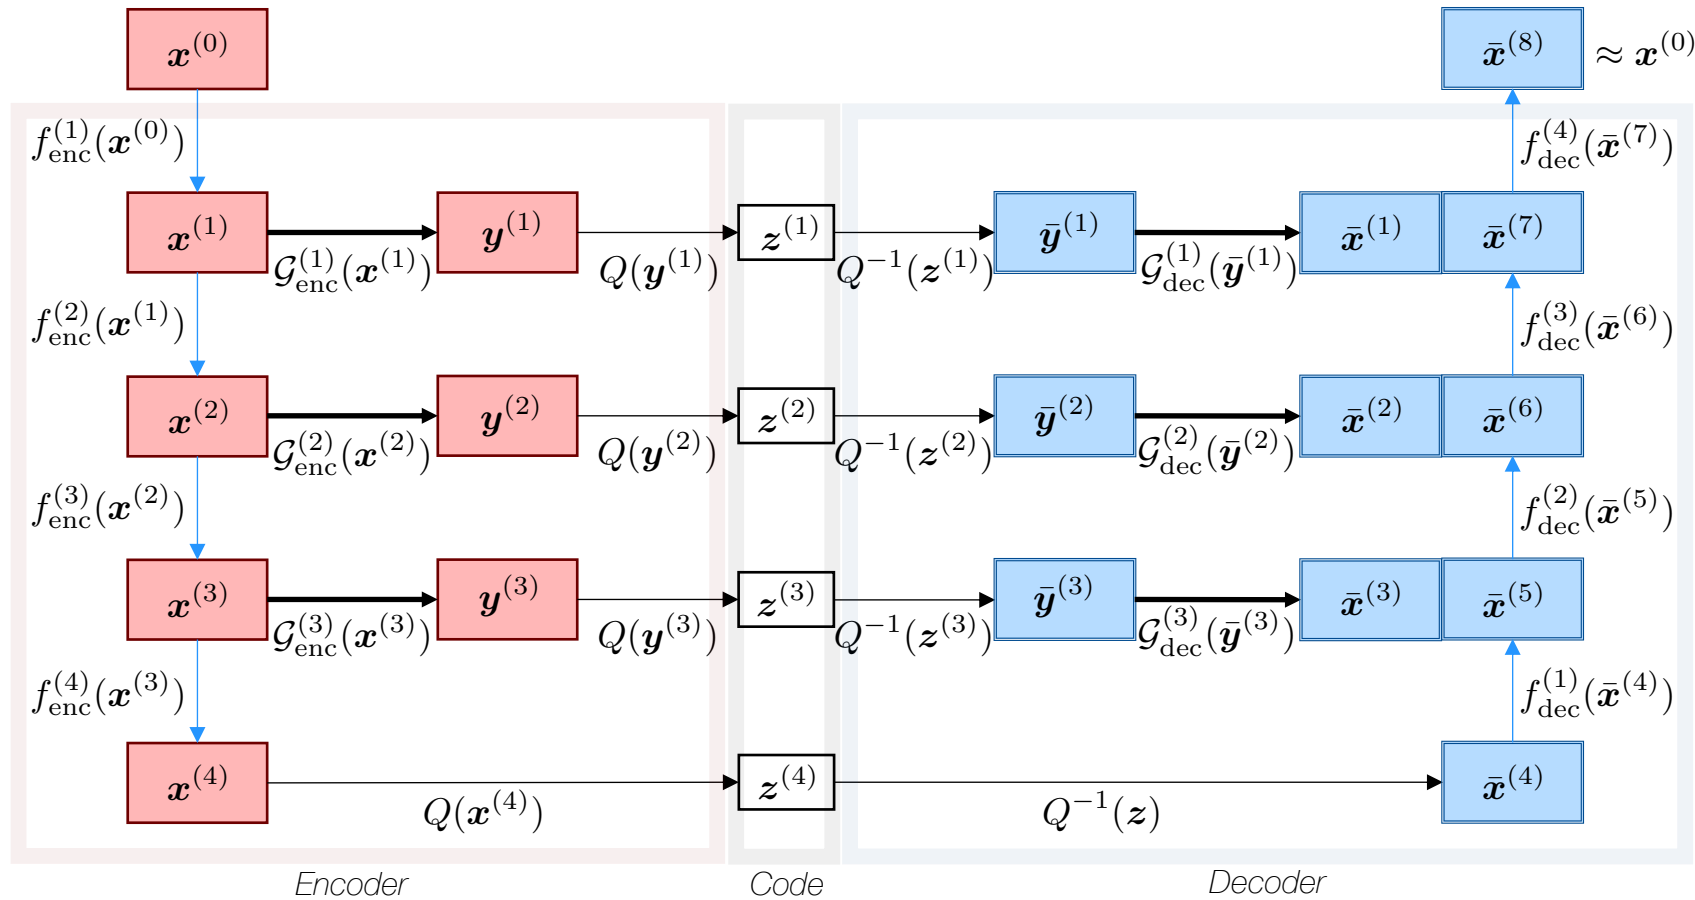 𝒙⁽⁰⁾ x̄⁽⁸⁾ ≈ 𝒙⁽⁰⁾
f_enc⁽¹⁾(𝒙⁽⁰⁾) f_dec⁽⁴⁾(x̄⁽⁷⁾)
𝒙⁽¹⁾ 𝒚⁽¹⁾ 𝒛⁽¹⁾ ȳ⁽¹⁾ x̄⁽¹⁾ x̄⁽⁷⁾
𝒢_enc⁽¹⁾(𝒙⁽¹⁾) Q(𝒚⁽¹⁾) Q⁻¹(𝒛⁽¹⁾) 𝒢_dec⁽¹⁾(ȳ⁽¹⁾)
f_enc⁽²⁾(𝒙⁽¹⁾) f_dec⁽³⁾(x̄⁽⁶⁾)
𝒙⁽²⁾ 𝒚⁽²⁾ 𝒛⁽²⁾ ȳ⁽²⁾ x̄⁽²⁾ x̄⁽⁶⁾
𝒢_enc⁽²⁾(𝒙⁽²⁾) Q(𝒚⁽²⁾) Q⁻¹(𝒛⁽²⁾) 𝒢_dec⁽²⁾(ȳ⁽²⁾)
f_enc⁽³⁾(𝒙⁽²⁾) f_dec⁽²⁾(x̄⁽⁵⁾)
𝒙⁽³⁾ 𝒚⁽³⁾ 𝒛⁽³⁾ ȳ⁽³⁾ x̄⁽³⁾ x̄⁽⁵⁾
𝒢_enc⁽³⁾(𝒙⁽³⁾) Q(𝒚⁽³⁾) Q⁻¹(𝒛⁽³⁾) 𝒢_dec⁽³⁾(ȳ⁽³⁾)
f_enc⁽⁴⁾(𝒙⁽³⁾) f_dec⁽¹⁾(x̄⁽⁴⁾)
𝒙⁽⁴⁾ 𝒛⁽⁴⁾ x̄⁽⁴⁾
Q(𝒙⁽⁴⁾) Q⁻¹(𝒛)
Encoder Code Decoder